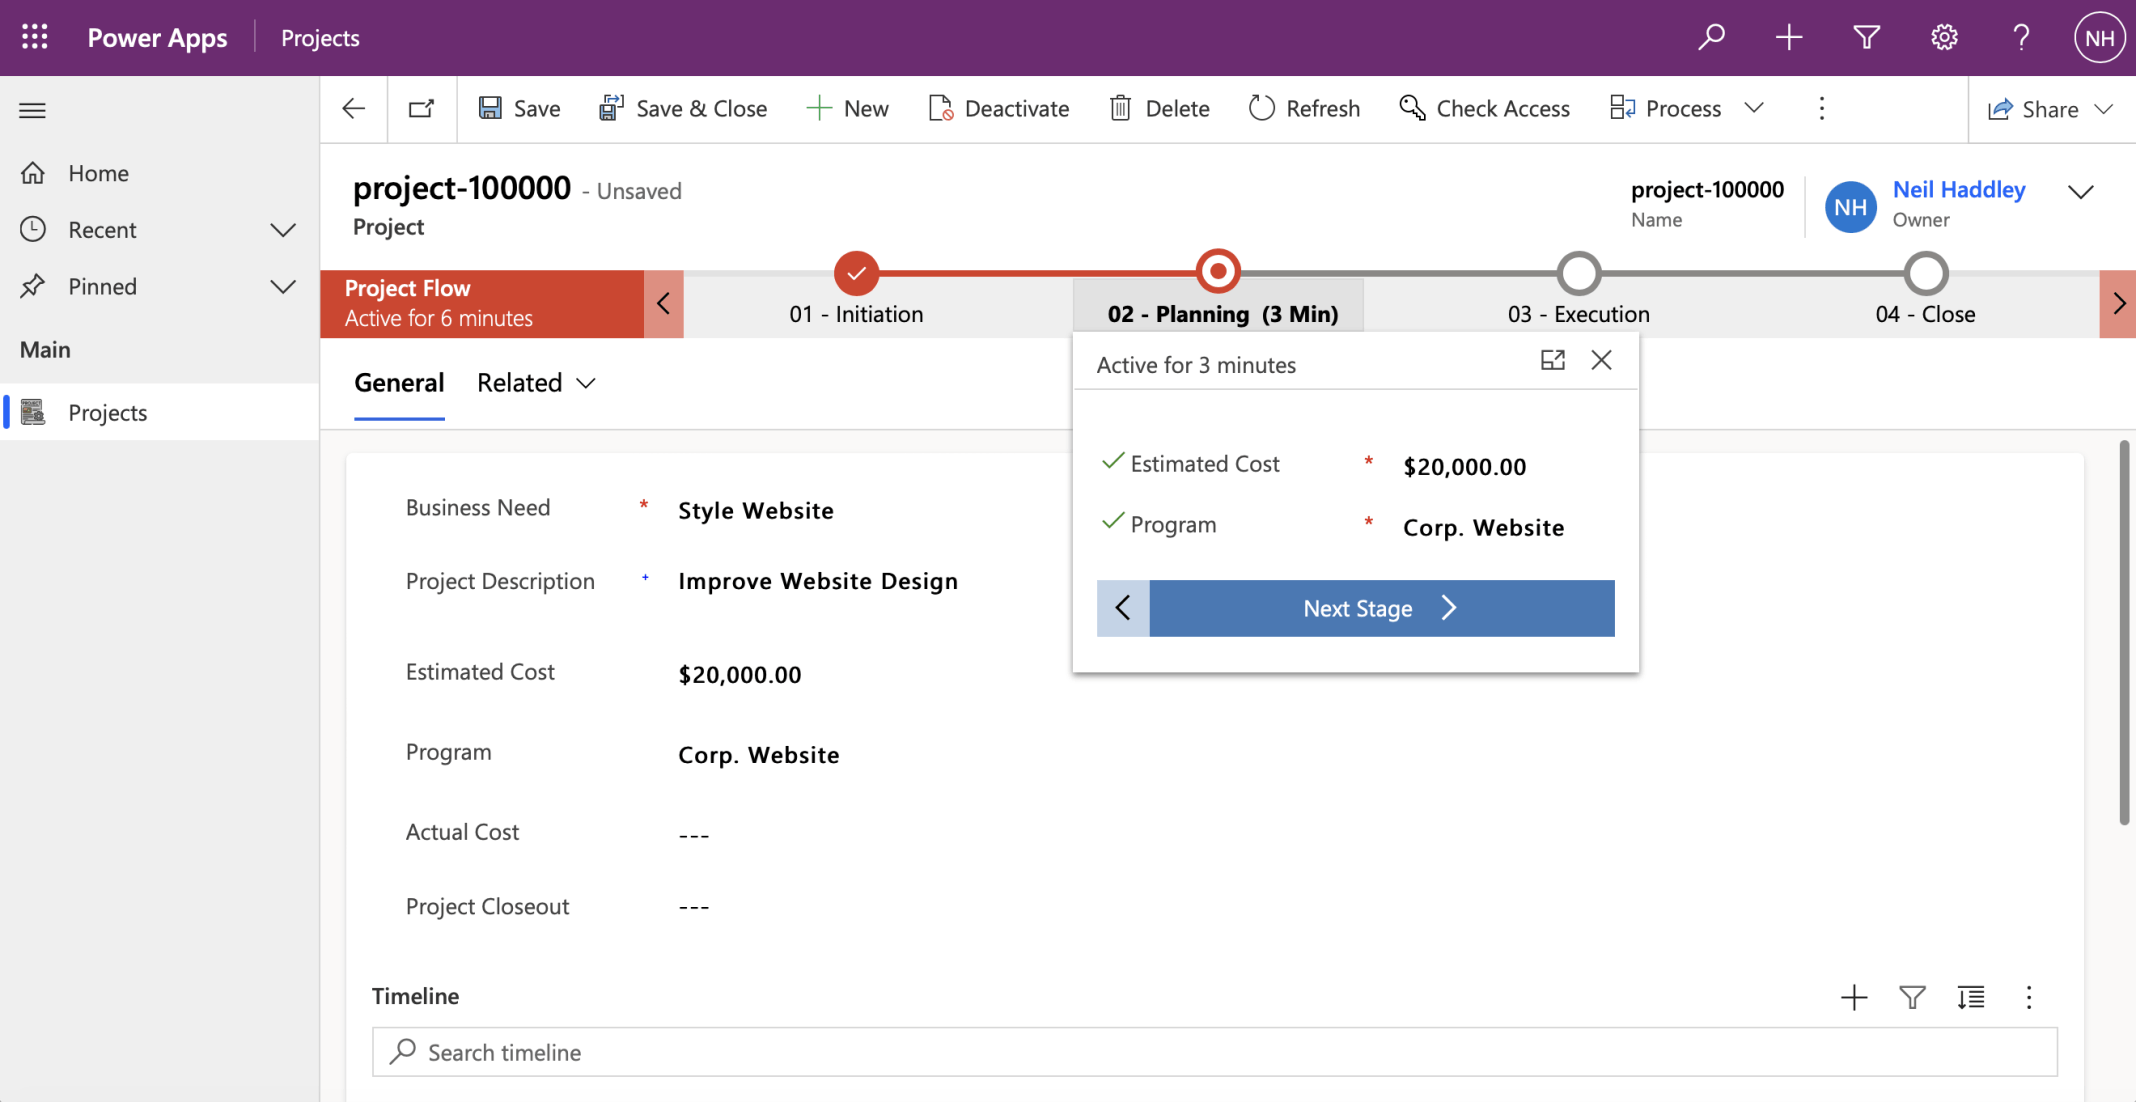 Power Apps
Projects
NH
Save
Save & Close
New
Deactivate
Delete
Refresh
Check Access
Process
Share
Home
Recent
Pinned
Main
Projects
project-100000 - Unsaved
Project
project-100000
Name
NH
Neil Haddley
Owner
Project Flow
Active for 6 minutes
01 - Initiation
02 - Planning (3 Min)
03 - Execution
04 - Close
General
Related
Active for 3 minutes
Estimated Cost * $20,000.00
Program * Corp. Website
Next Stage
Business Need * Style Website
Project Description + Improve Website Design
Estimated Cost $20,000.00
Program Corp. Website
Actual Cost ---
Project Closeout ---
Timeline
Search timeline